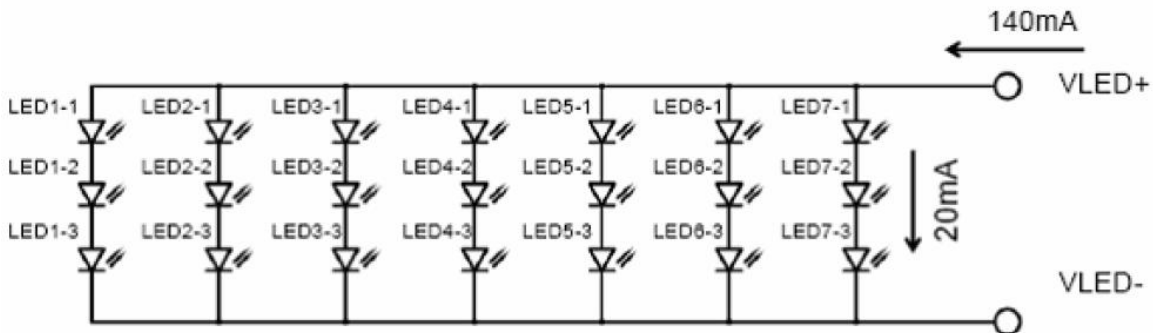 140mA
VLED+
LED1-1 LED2-1 LED3-1 LED4-1 LED5-1 LED6-1 LED7-1
LED1-2 LED2-2 LED3-2 LED4-2 LED5-2 LED6-2 LED7-2
LED1-3 LED2-3 LED3-3 LED4-3 LED5-3 LED6-3 LED7-3
20mA
VLED-